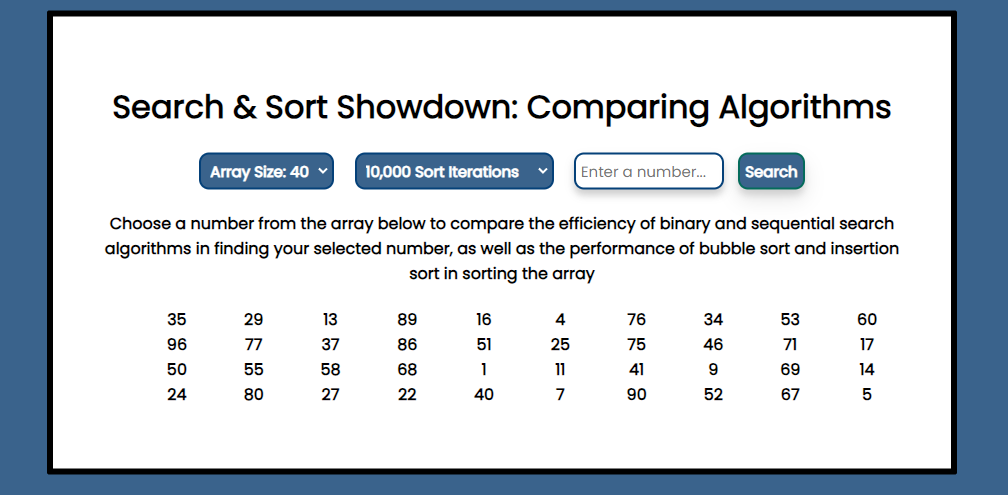 Search & Sort Showdown: Comparing Algorithms
Array Size: 40 10,000 Sort Iterations Enter a number... Search
Choose a number from the array below to compare the efficiency of binary and sequential search
algorithms in finding your selected number, as well as the performance of bubble sort and insertion
sort in sorting the array
35 29 13 89 16 4 76 34 53 60
96 77 37 86 51 25 75 46 71 17
50 55 58 68 1 11 41 9 69 14
24 80 27 22 40 7 90 52 67 5